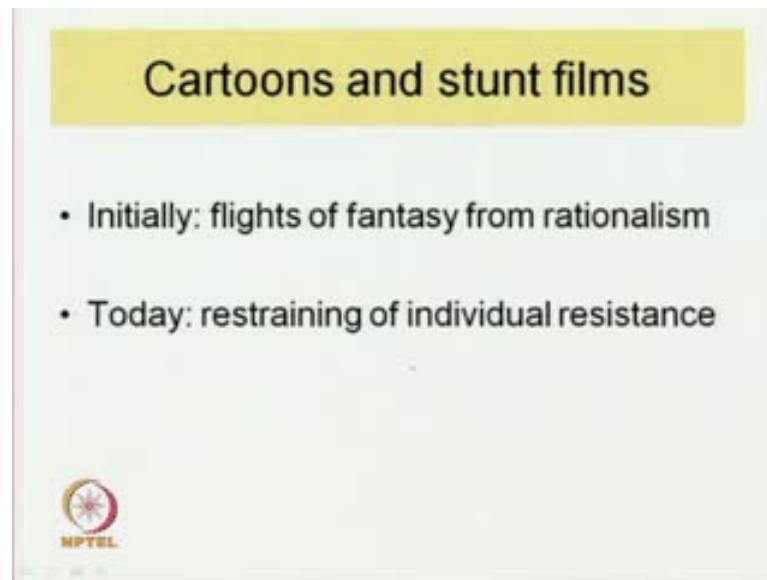 Cartoons and stunt films
• Initially: flights of fantasy from rationalism
• Today: restraining of individual resistance
NPTEL